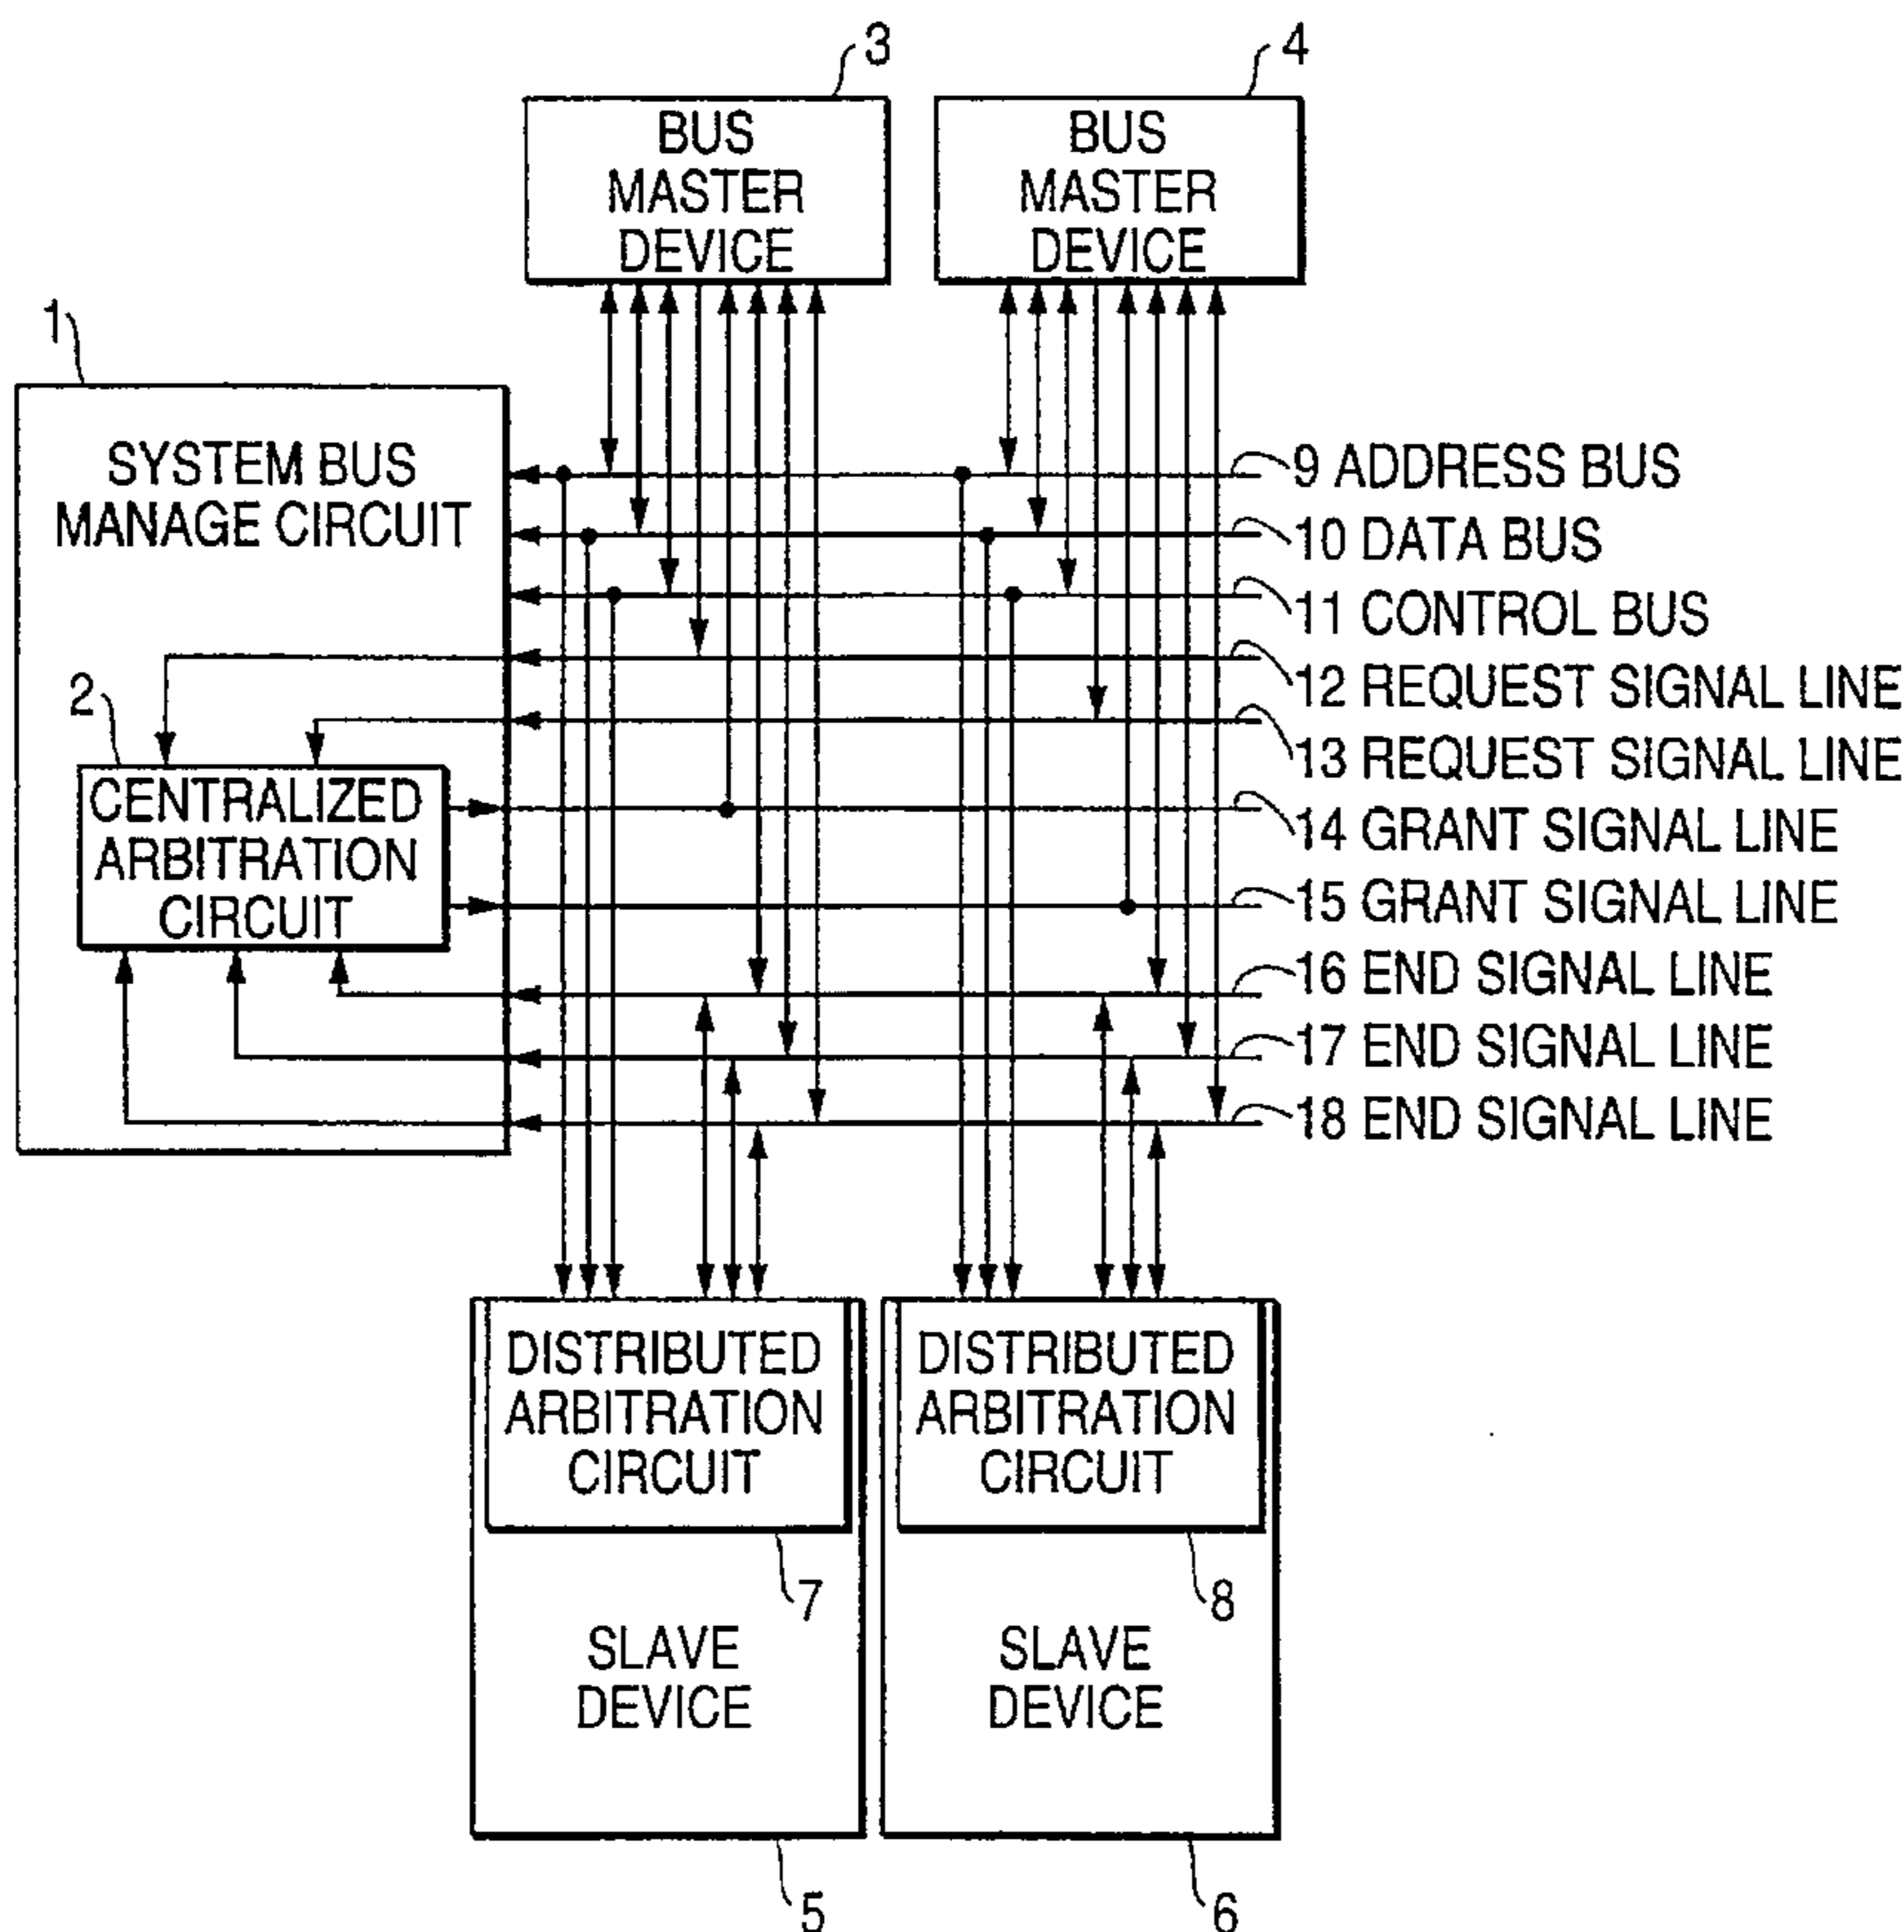 3
4
BUS
MASTER
DEVICE
BUS
MASTER
DEVICE
1
SYSTEM BUS
MANAGE CIRCUIT
9 ADDRESS BUS
10 DATA BUS
11 CONTROL BUS
12 REQUEST SIGNAL LINE
13 REQUEST SIGNAL LINE
2
CENTRALIZED
ARBITRATION
CIRCUIT
14 GRANT SIGNAL LINE
15 GRANT SIGNAL LINE
16 END SIGNAL LINE
17 END SIGNAL LINE
18 END SIGNAL LINE
DISTRIBUTED
ARBITRATION
CIRCUIT
7
SLAVE
DEVICE
5
DISTRIBUTED
ARBITRATION
CIRCUIT
8
SLAVE
DEVICE
6